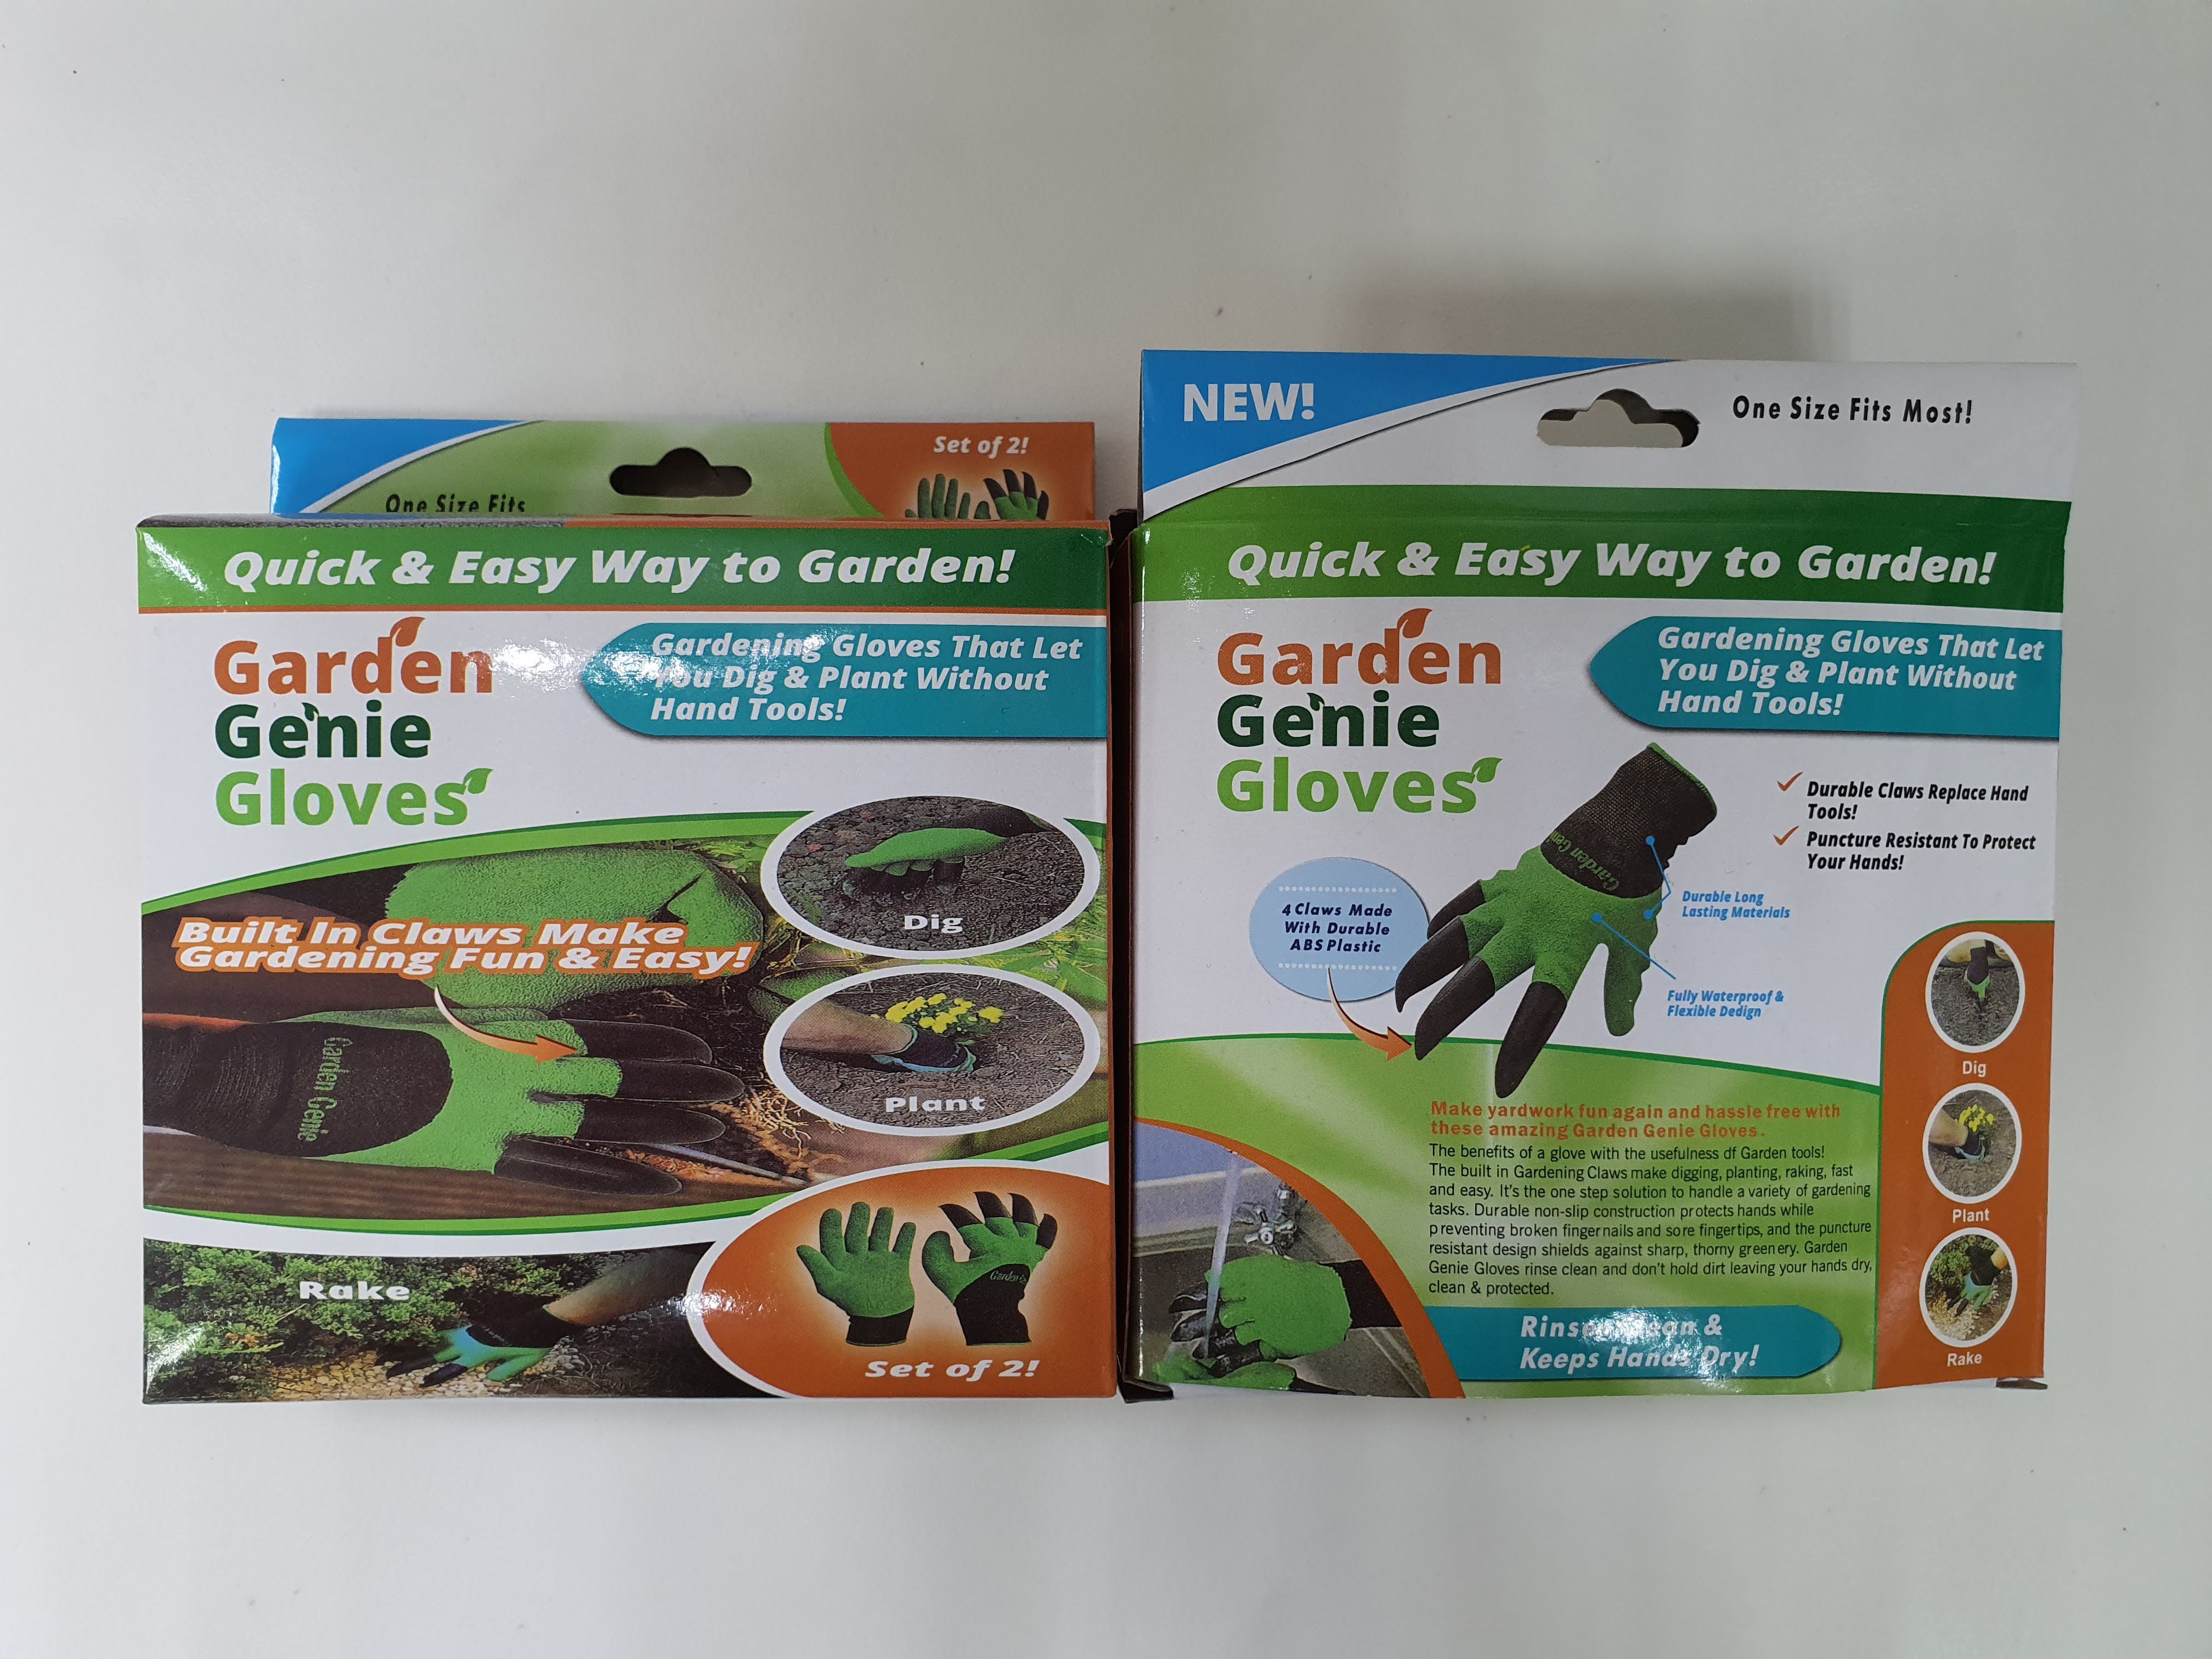 Set of 2!
One Size Fits
Quick & Easy Way to Garden!
Garden
Genie
Gloves
Gardening Gloves That Let
You Dig & Plant Without
Hand Tools!
Built In Claws Make
Gardening Fun & Easy!
Dig
Plant
Garden Genie
Rake
Garden
Set of 2!
NEW!
One Size Fits Most!
Quick & Easy Way to Garden!
Garden
Genie
Gloves
Gardening Gloves That Let
You Dig & Plant Without
Hand Tools!
Durable Claws Replace Hand
Tools!
Puncture Resistant To Protect
Your Hands!
Garden Genie
4 Claws Made
With Durable
ABS Plastic
Durable Long
Lasting Materials
Fully Waterproof &
Flexible Dedign
Make yardwork fun again and hassle free with
these amazing Garden Genie Gloves.
The benefits of a glove with the usefulness df Garden tools!
The built in Gardening Claws make digging, planting, raking, fast
and easy. It's the one step solution to handle a variety of gardening
tasks. Durable non-slip construction protects hands while
preventing broken fingernails and sore fingertips, and the puncture
resistant design shields against sharp, thorny greenery. Garden
Genie Gloves rinse clean and don't hold dirt leaving your hands dry,
clean & protected.
Rinse Clean &
Keeps Hands Dry!
Dig
Plant
Rake